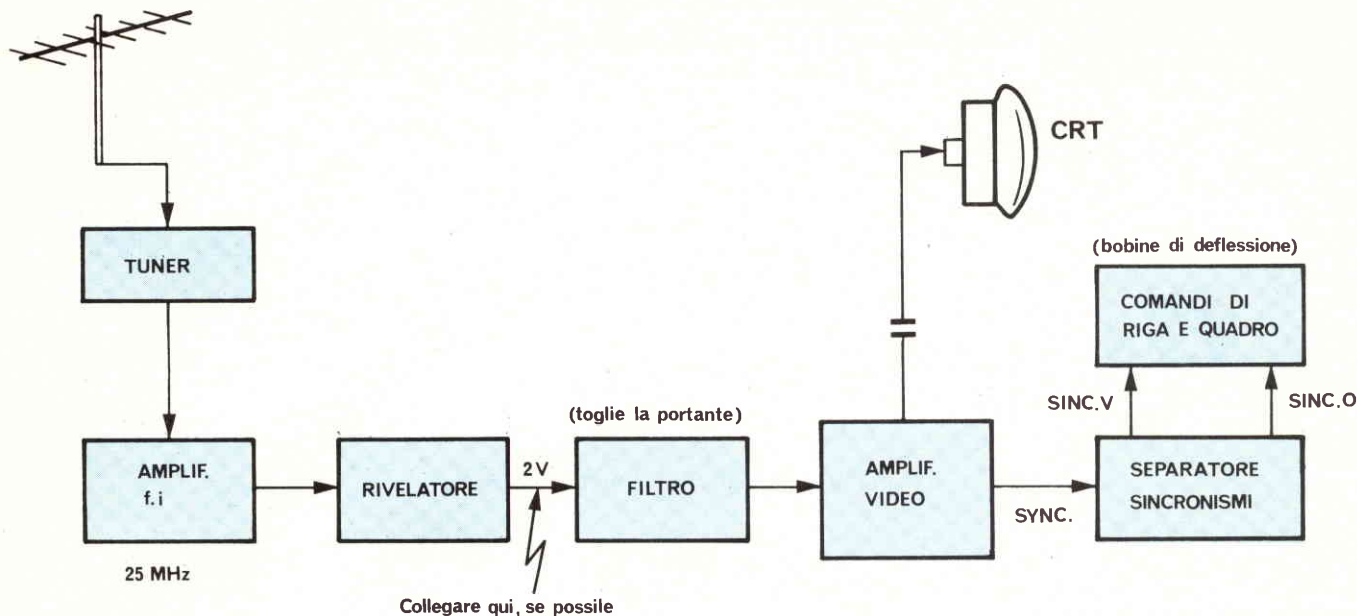 CRT
(bobine di deflessione)
TUNER
COMANDI DI
RIGA E QUADRO
SINC.V
SINC.O
(toglie la portante)
AMPLIF.
f.i
RIVELATORE
2V
FILTRO
AMPLIF.
VIDEO
SYNC.
SEPARATORE
SINCRONISMI
25 MHz
Collegare qui, se possile